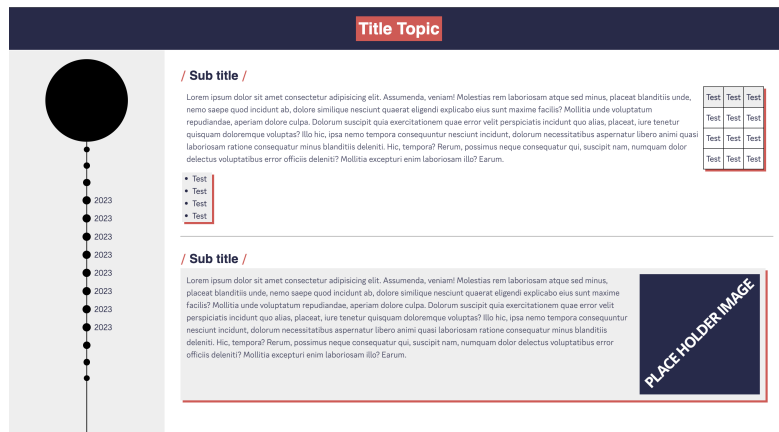 Title Topic
/ Sub title /
Lorem ipsum dolor sit amet consectetur adipisicing elit. Assumenda, veniam! Molestias rem laboriosam atque sed minus, placeat blanditiis unde,
nemo saepe quod incidunt ab, dolore similique nesciunt quaerat eligendi explicabo eius sunt maxime facilis? Mollitia unde voluptatum
repudiandae, aperiam dolore culpa. Dolorum suscipit quia exercitationem quae error velit perspiciatis incidunt quo alias, placeat, iure tenetur
quisquam doloremque voluptas? Illo hic, ipsa nemo tempora consequuntur nesciunt incidunt, dolorum necessitatibus aspernatur libero animi quasi
laboriosam ratione consequatur minus blanditiis deleniti. Hic, tempora? Rerum, possimus neque consequatur qui, suscipit nam, numquam dolor
delectus voluptatibus error officiis deleniti? Mollitia excepturi enim laboriosam illo? Earum.
Test Test Test
Test Test Test
Test Test Test
Test Test Test
• Test
• Test
• Test
• Test
2023
2023
2023
2023
2023
2023
2023
2023
/ Sub title /
Lorem ipsum dolor sit amet consectetur adipisicing elit. Assumenda, veniam! Molestias rem laboriosam atque sed minus,
placeat blanditiis unde, nemo saepe quod incidunt ab, dolore similique nesciunt quaerat eligendi explicabo eius sunt maxime
facilis? Mollitia unde voluptatum repudiandae, aperiam dolore culpa. Dolorum suscipit quia exercitationem quae error velit
perspiciatis incidunt quo alias, placeat, iure tenetur quisquam doloremque voluptas? Illo hic, ipsa nemo tempora consequuntur
nesciunt incidunt, dolorum necessitatibus aspernatur libero animi quasi laboriosam ratione consequatur minus blanditiis
deleniti. Hic, tempora? Rerum, possimus neque consequatur qui, suscipit nam, numquam dolor delectus voluptatibus error
officiis deleniti? Mollitia excepturi enim laboriosam illo? Earum.
PLACE HOLDER IMAGE